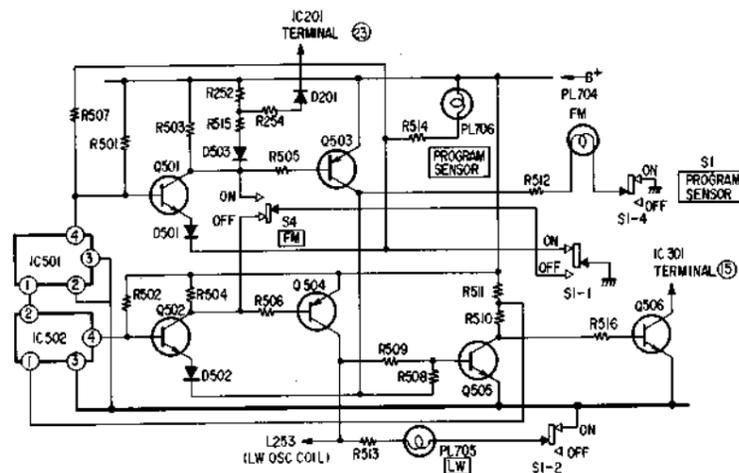 IC201
TERMINAL 23
B+
R252
D201
PL704
R507
R254
FM
R503
R515
PL706
R514
R501
D503
Q503
S1
Q501
R505
PROGRAM
SENSOR
ON
PROGRAM
SENSOR
R512
ON
OFF
4
OFF
S4
S1-4
D501
FM
ON
IC501
3
IC301
1
2
OFF
TERMINAL 15
R502
R504
Q504
S1-1
2
Q502
R506
R511
Q506
IC502
4
R510
R516
1
3
R509
D502
R508
Q505
ON
L253
(LW OSC COIL)
R513
PL705
LW
OFF
S1-2